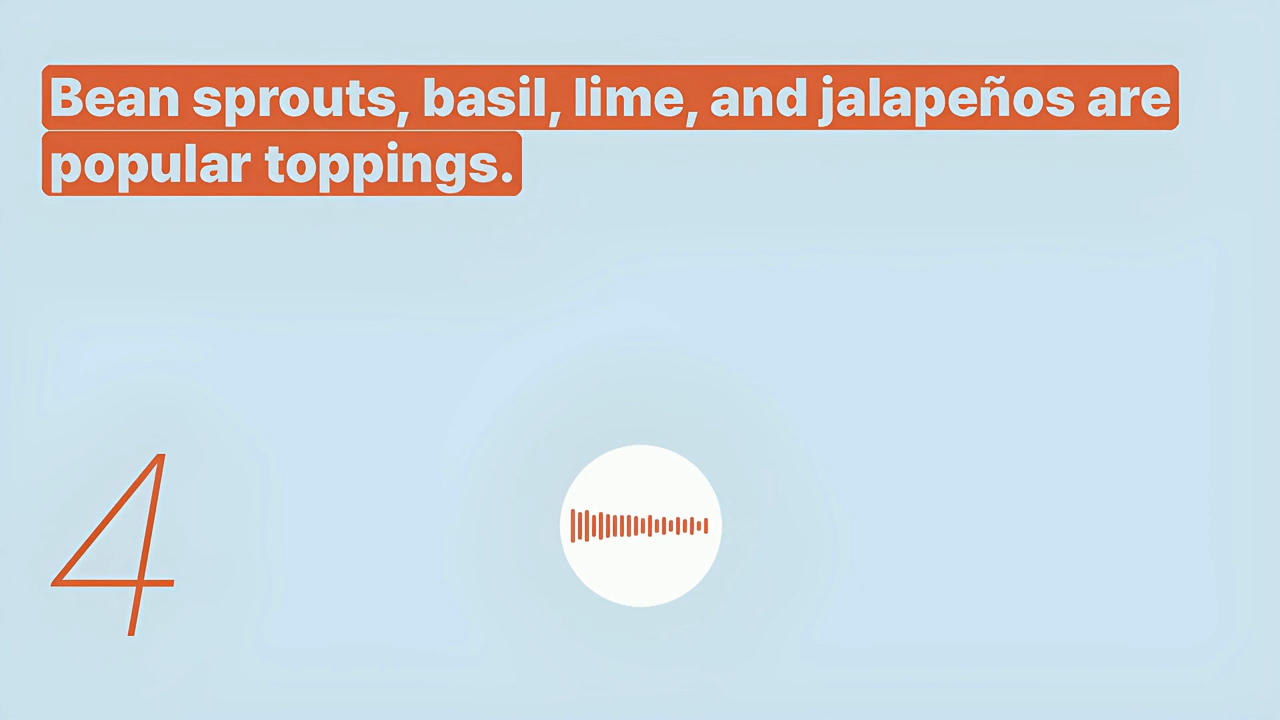 Bean sprouts, basil, lime, and jalapeños are
popular toppings.
4